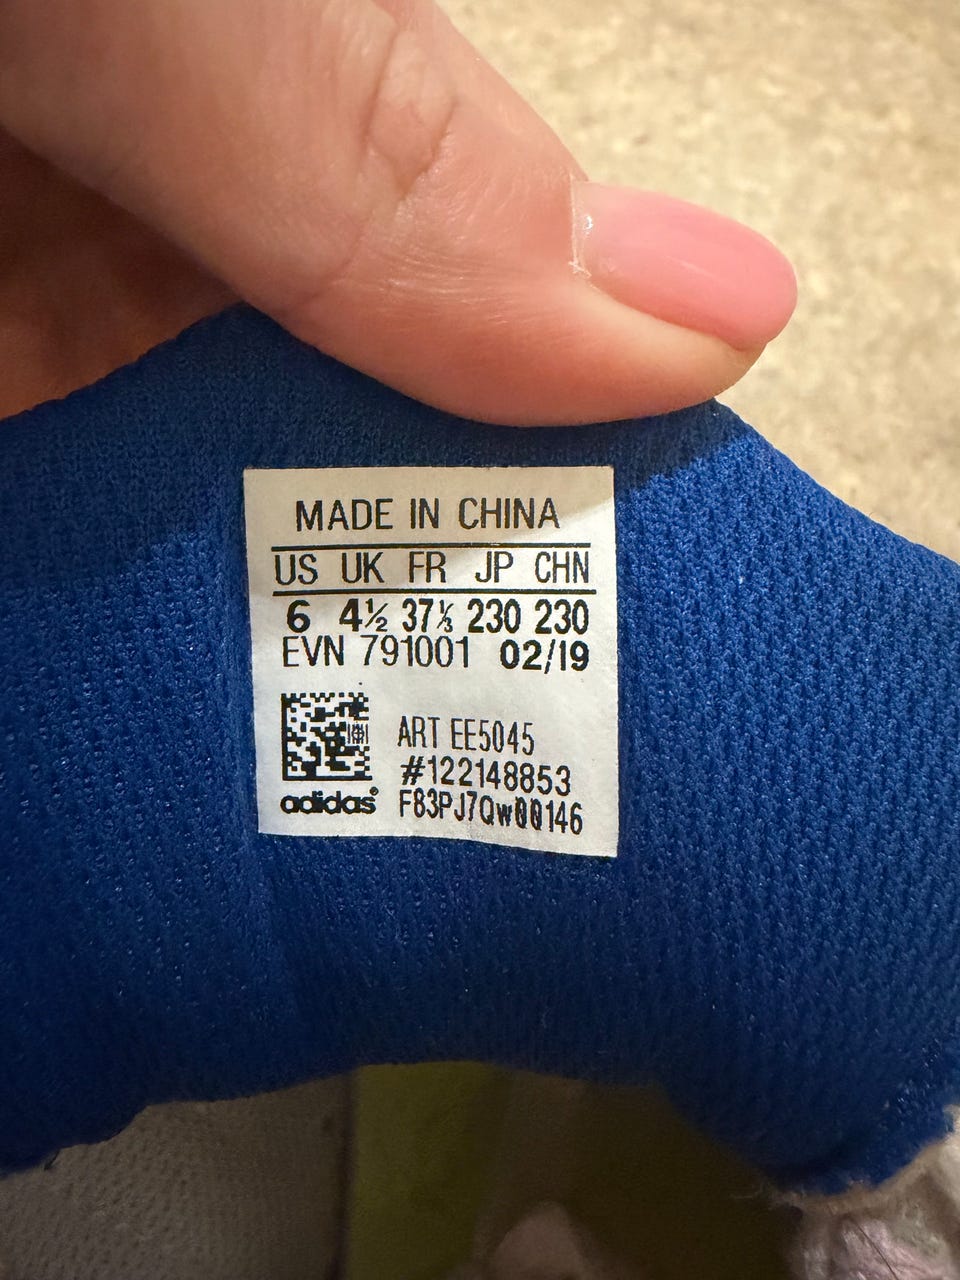 MADE IN CHINA
US UK FR JP CHN
6 4½ 37⅓ 230 230
EVN 791001 02/19
ART EE5045
#122148853
adidas® F83PJ7QW00146